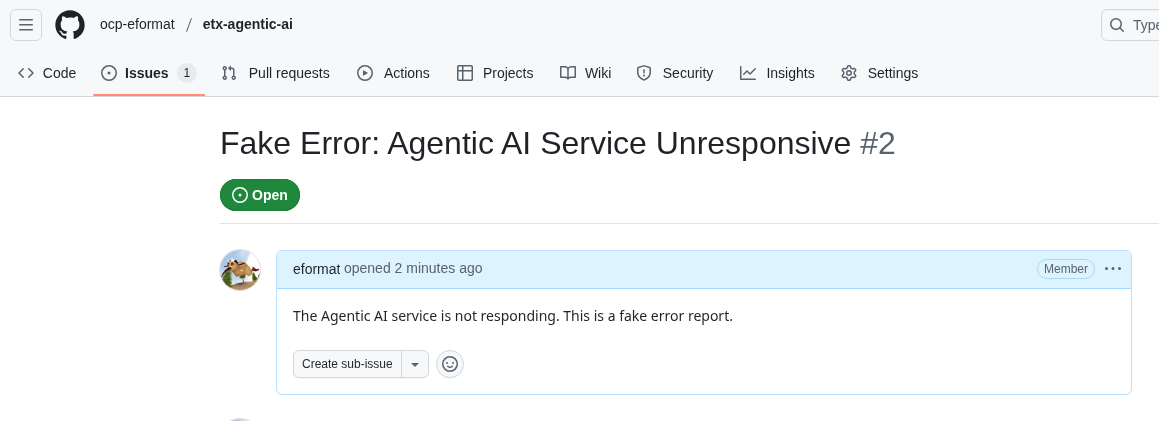 ocp-eformat / etx-agentic-ai
Type
Code Issues 1 Pull requests Actions Projects Wiki Security Insights Settings
Fake Error: Agentic AI Service Unresponsive #2
Open
eformat opened 2 minutes ago Member
The Agentic AI service is not responding. This is a fake error report.
Create sub-issue